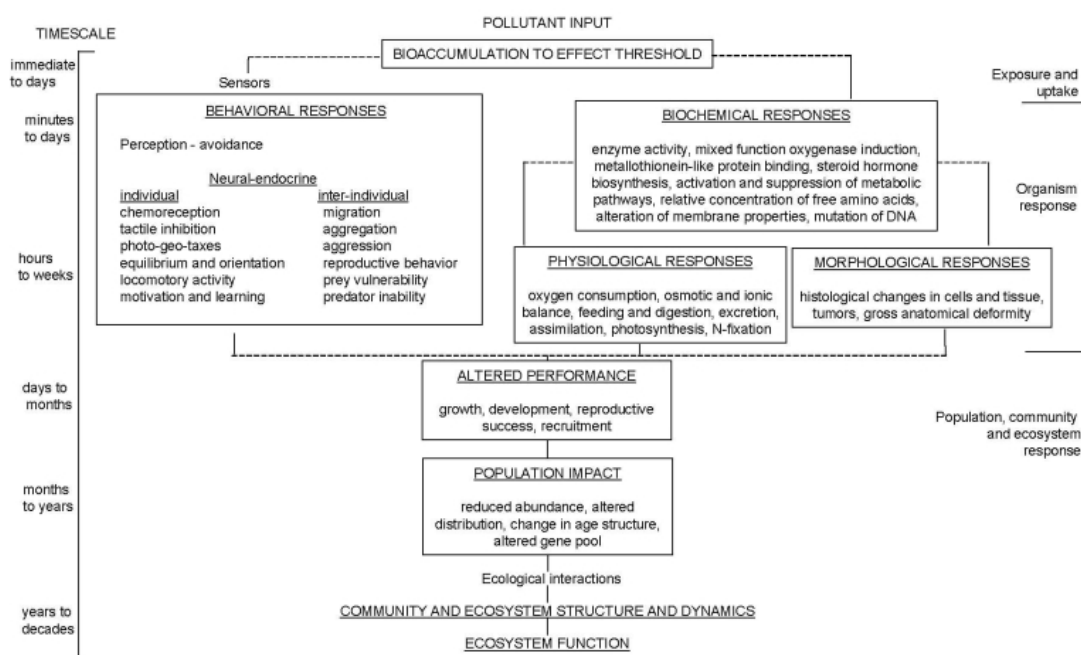 POLLUTANT INPUT
TIMESCALE
BIOACCUMULATION TO EFFECT THRESHOLD
immediate
to days
Sensors
Exposure and
uptake
BEHAVIORAL RESPONSES
Perception - avoidance
Neural-endocrine
individual
chemoreception
tactile inhibition
photo-geo-taxes
equilibrium and orientation
locomotory activity
motivation and learning
inter-individual
migration
aggregation
aggression
reproductive behavior
prey vulnerability
predator inability
minutes
to days
BIOCHEMICAL RESPONSES
enzyme activity, mixed function oxygenase induction,
metallothionein-like protein binding, steroid hormone
biosynthesis, activation and suppression of metabolic
pathways, relative concentration of free amino acids,
alteration of membrane properties, mutation of DNA
Organism
response
hours
to weeks
PHYSIOLOGICAL RESPONSES
oxygen consumption, osmotic and ionic
balance, feeding and digestion, excretion,
assimilation, photosynthesis, N-fixation
MORPHOLOGICAL RESPONSES
histological changes in cells and tissue,
tumors, gross anatomical deformity
days to
months
ALTERED PERFORMANCE
growth, development, reproductive
success, recruitment
Population, community
and ecosystem
response
months
to years
POPULATION IMPACT
reduced abundance, altered
distribution, change in age structure,
altered gene pool
Ecological interactions
years to
decades
COMMUNITY AND ECOSYSTEM STRUCTURE AND DYNAMICS
ECOSYSTEM FUNCTION